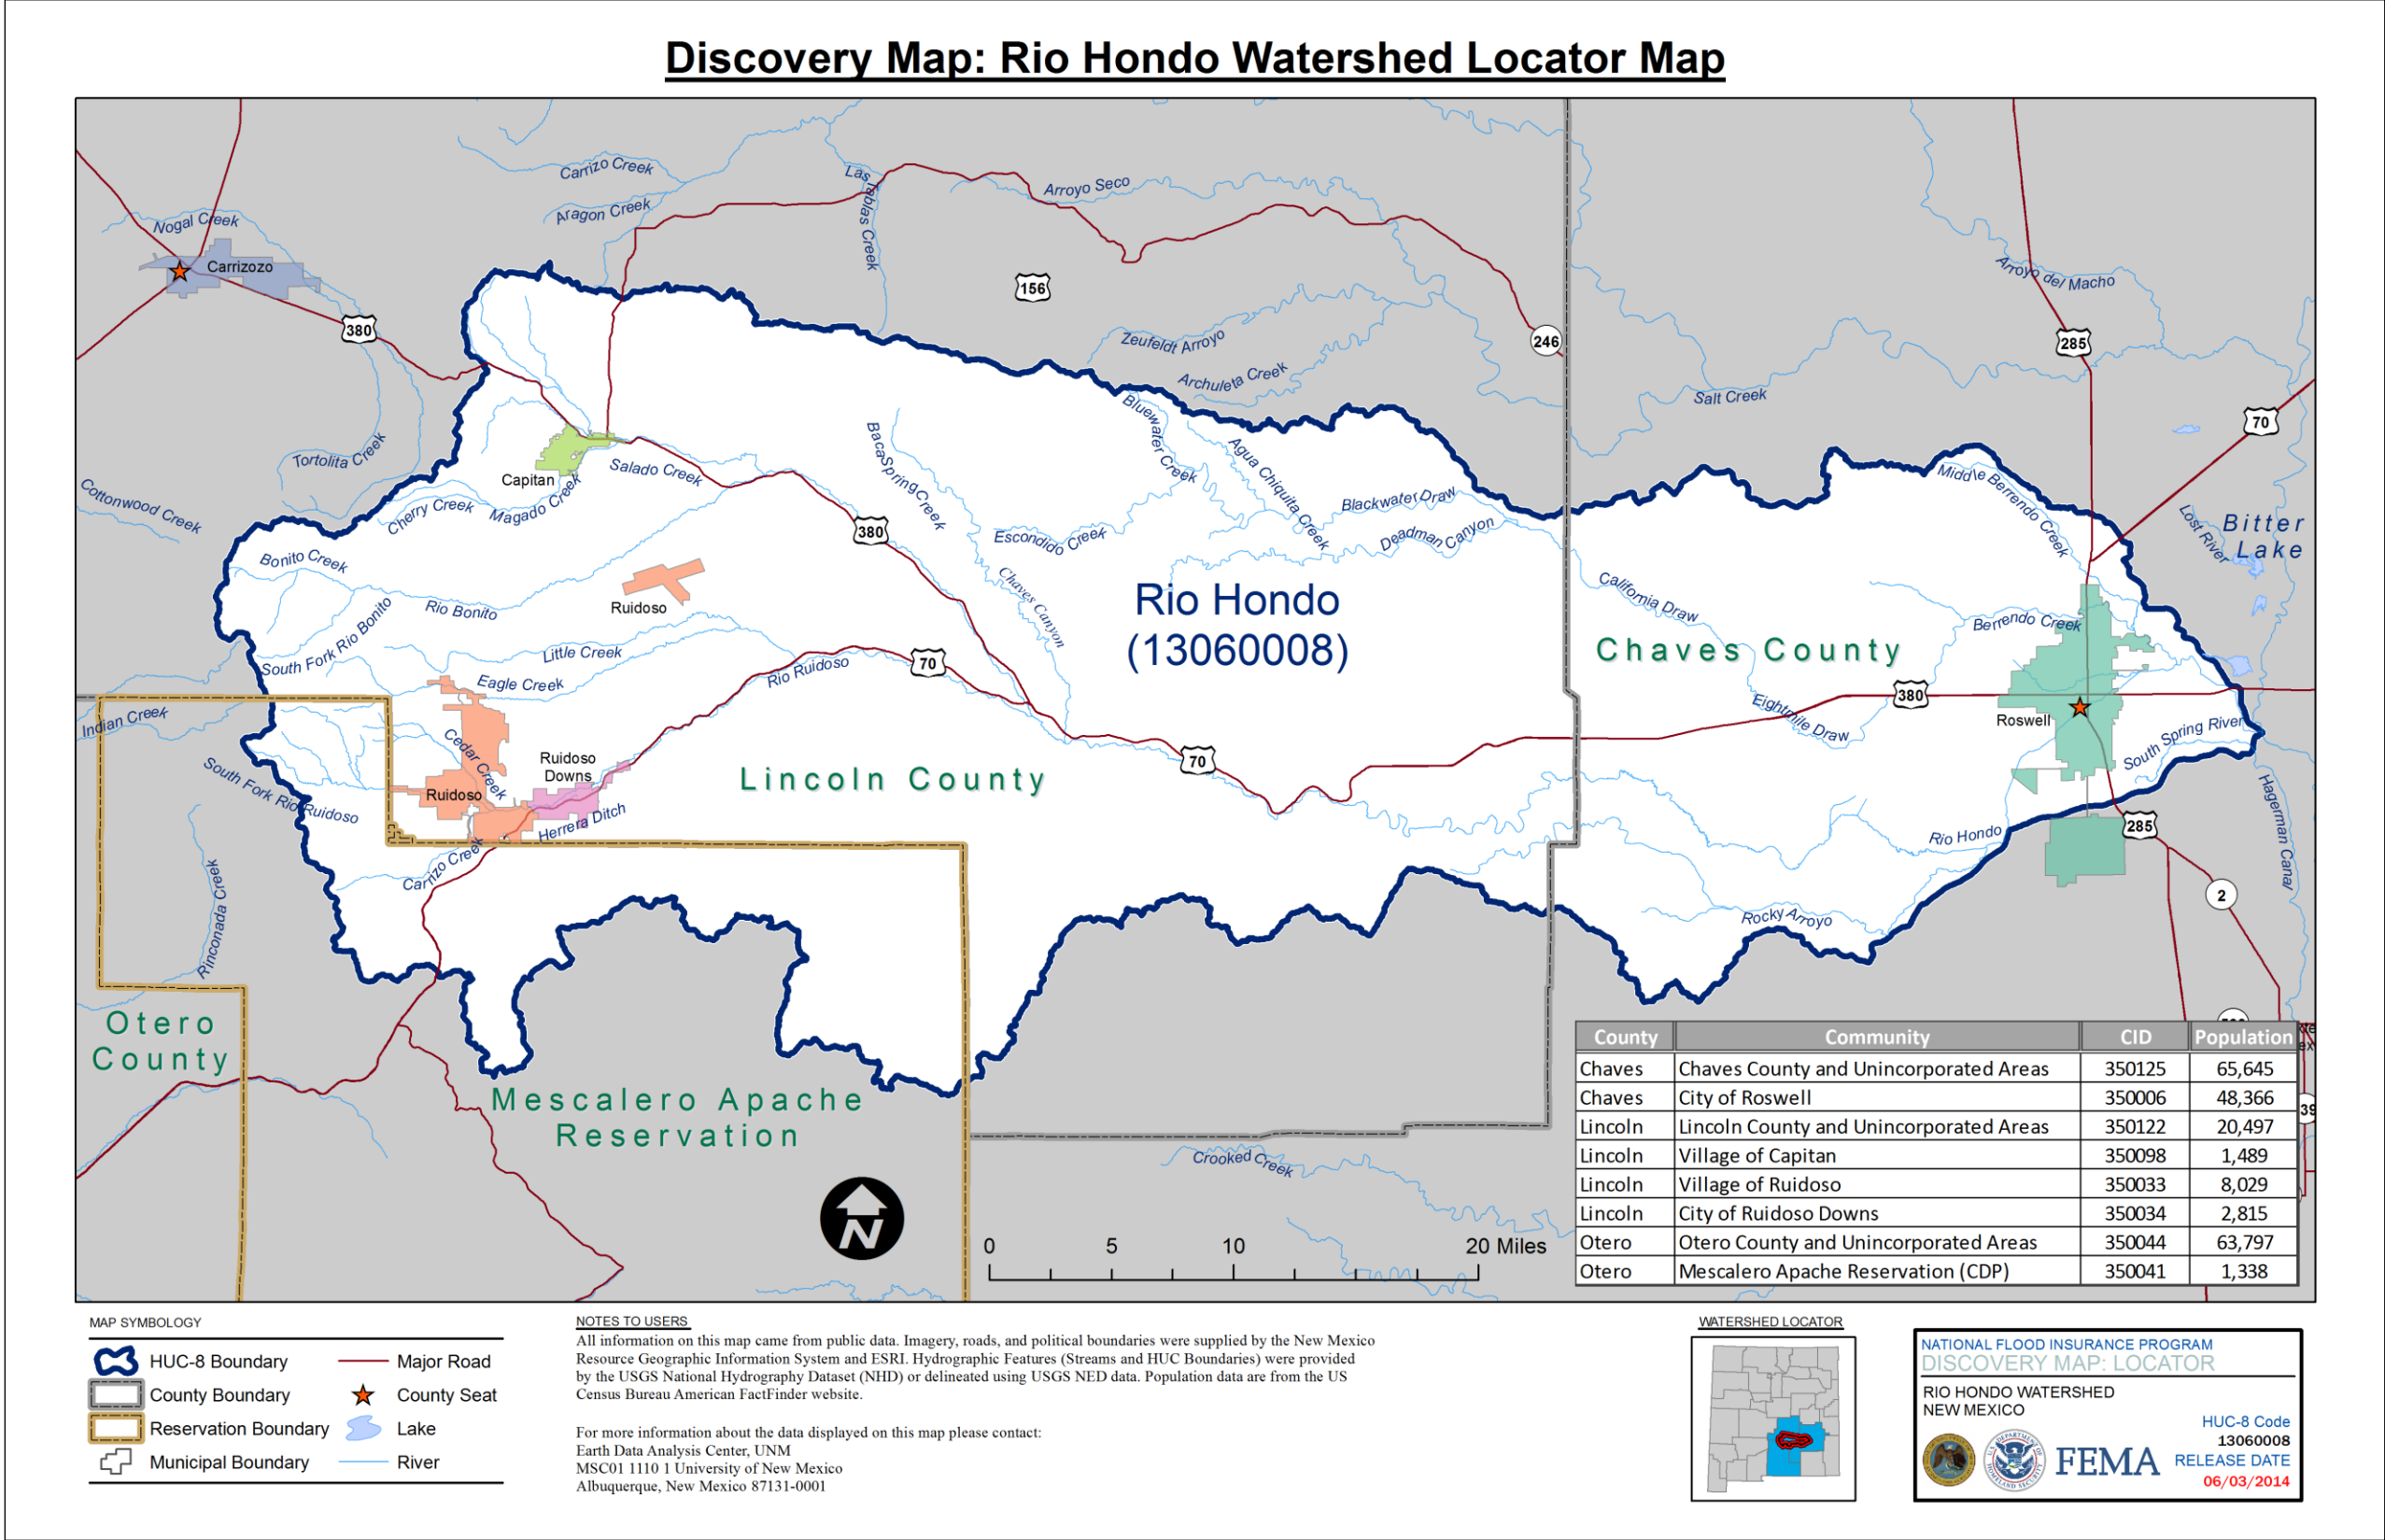 Discovery Map: Rio Hondo Watershed Locator Map
Carrizo Creek
Las Tablas Creek
Arroyo Seco
Aragon Creek
Nogal Creek
Carrizozo
156
Arroyo del Macho
380
246
285
Zeufeldt Arroyo
Archuleta Creek
Salt Creek
70
Bluewater Creek
BacaSpringCreek
Agua Chiquita Creek
Tortolita Creek
Capitan
Salado Creek
Middle Berrendo Creek
Cottonwood Creek
Cherry Creek
Magado Creek
Blackwater Draw
Deadman Canyon
Lost River
Bitter
Lake
380
Escondido Creek
Bonito Creek
Chaves Canyon
California Draw
Ruidoso
Rio Bonito
Rio Hondo
(13060008)
Berrendo Creek
South Fork Rio Bonito
Little Creek
Chaves County
Rio Ruidoso
70
Eagle Creek
380
Indian Creek
Eightmile Draw
Roswell
South Spring River
Cedar Creek
Ruidoso
Downs
70
Lincoln County
South Fork Rio Ruidoso
Ruidoso
Herrera Ditch
Hagerman Canal
285
Rio Hondo
Carrizo Creek
Rinconada Creek
2
Rocky Arroyo
Otero
County
Mescalero Apache
Reservation
Crooked Creek
N
0 5 10 20 Miles
County Community CID Population
Chaves Chaves County and Unincorporated Areas 350125 65,645
Chaves City of Roswell 350006 48,366
Lincoln Lincoln County and Unincorporated Areas 350122 20,497
Lincoln Village of Capitan 350098 1,489
Lincoln Village of Ruidoso 350033 8,029
Lincoln City of Ruidoso Downs 350034 2,815
Otero Otero County and Unincorporated Areas 350044 63,797
Otero Mescalero Apache Reservation (CDP) 350041 1,338
MAP SYMBOLOGY
HUC-8 Boundary Major Road
County Boundary County Seat
Reservation Boundary Lake
Municipal Boundary River
NOTES TO USERS
All information on this map came from public data. Imagery, roads, and political boundaries were supplied by the New Mexico
Resource Geographic Information System and ESRI. Hydrographic Features (Streams and HUC Boundaries) were provided
by the USGS National Hydrography Dataset (NHD) or delineated using USGS NED data. Population data are from the US
Census Bureau American FactFinder website.
For more information about the data displayed on this map please contact:
Earth Data Analysis Center, UNM
MSC01 1110 1 University of New Mexico
Albuquerque, New Mexico 87131-0001
WATERSHED LOCATOR
NATIONAL FLOOD INSURANCE PROGRAM
DISCOVERY MAP: LOCATOR
RIO HONDO WATERSHED
NEW MEXICO
HUC-8 Code
13060008
RELEASE DATE
06/03/2014
FEMA